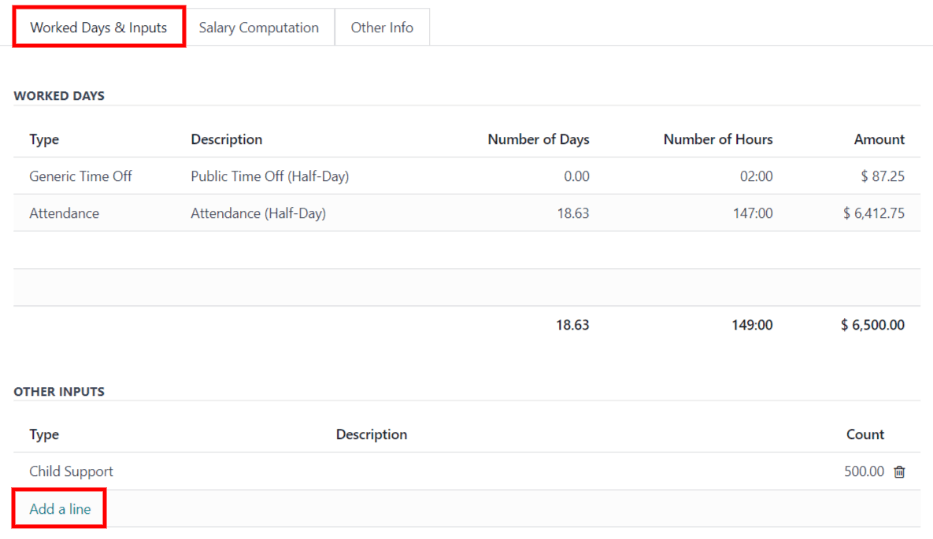 Worked Days & Inputs Salary Computation Other Info
WORKED DAYS
Type Description Number of Days Number of Hours Amount
Generic Time Off Public Time Off (Half-Day) 0.00 02:00 $ 87.25
Attendance Attendance (Half-Day) 18.63 147:00 $ 6,412.75
18.63 149:00 $ 6,500.00
OTHER INPUTS
Type Description Count
Child Support 500.00
Add a line